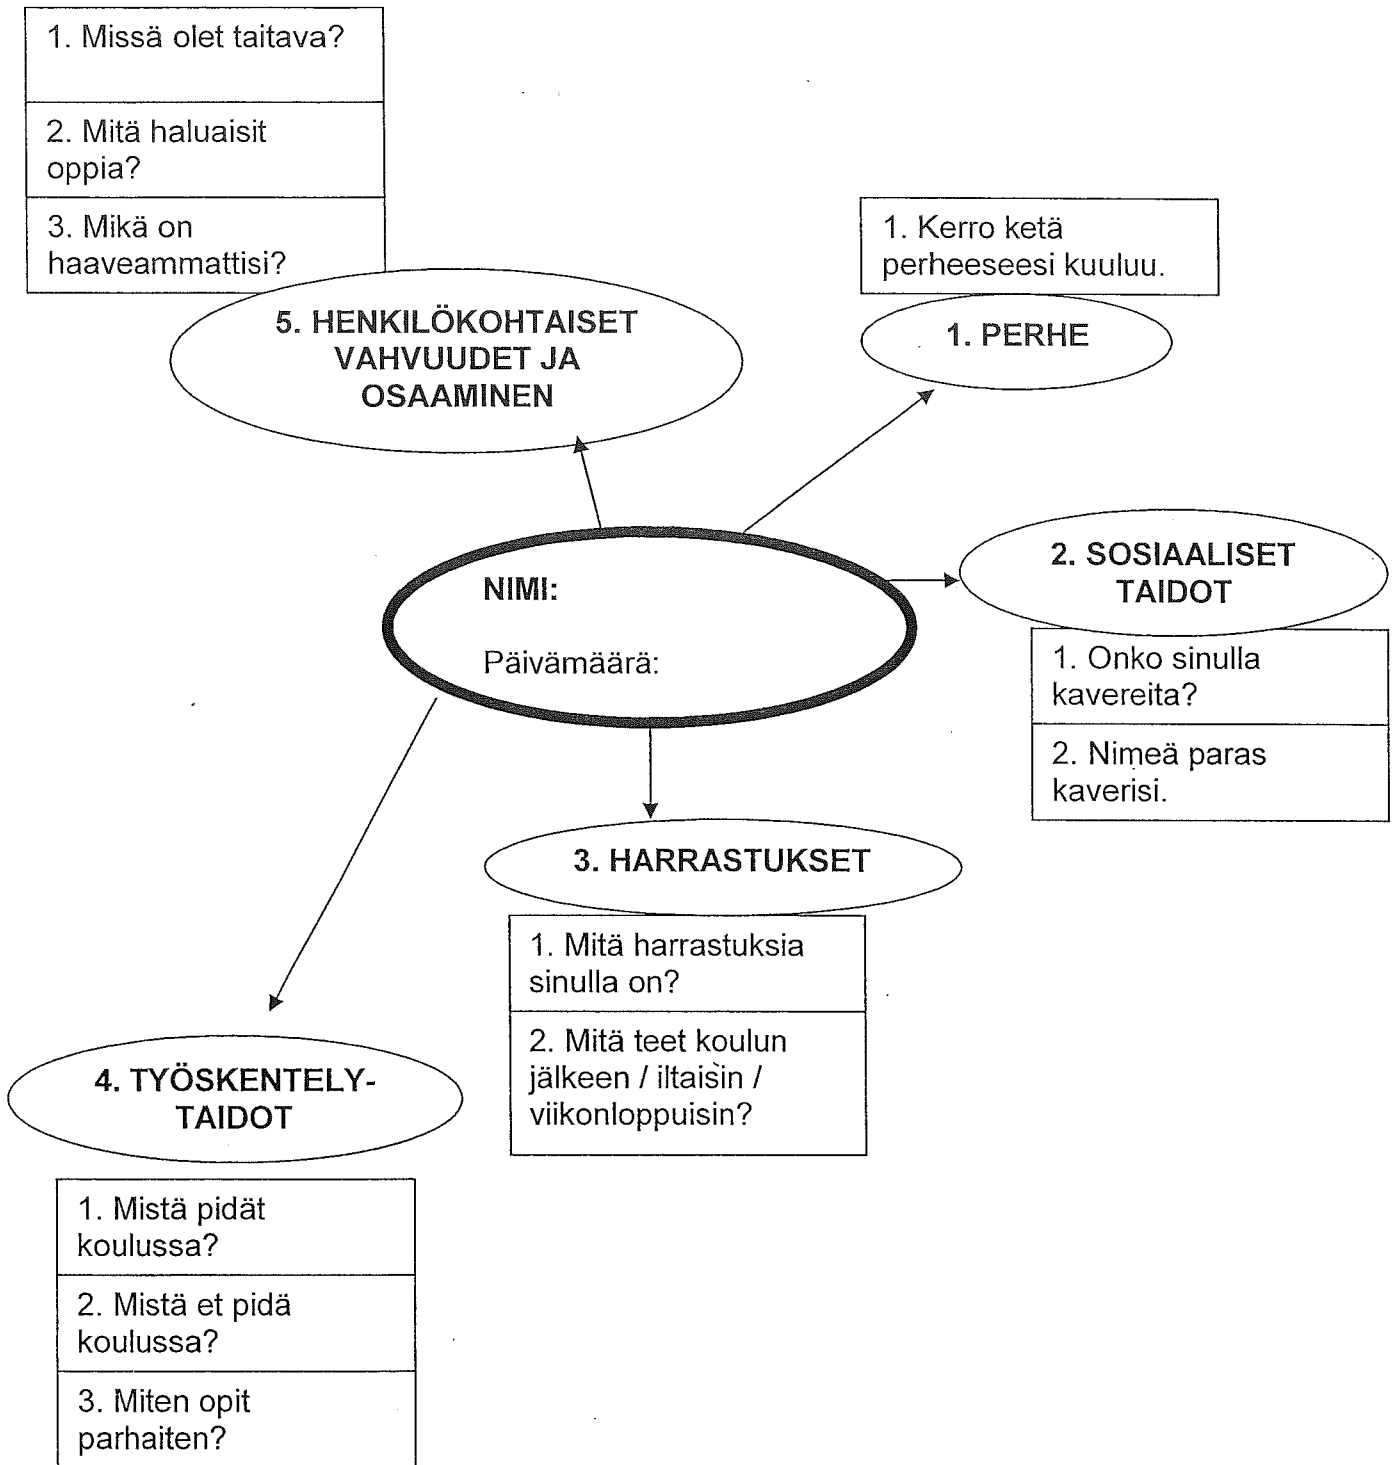 1. Missä olet taitava?
2. Mitä haluaisit
oppia?
3. Mikä on
haaveammattisi?
5. HENKILÖKOHTAISET
VAHVUUDET JA
OSAAMINEN
1. Kerro ketä
perheeseesi kuuluu.
1. PERHE
NIMI:
Päivämäärä:
2. SOSIAALISET
TAIDOT
1. Onko sinulla
kavereita?
2. Nimeä paras
kaverisi.
3. HARRASTUKSET
1. Mitä harrastuksia
sinulla on?
2. Mitä teet koulun
jälkeen / iltaisin /
viikonloppuisin?
4. TYÖSKENTELY-
TAIDOT
1. Mistä pidät
koulussa?
2. Mistä et pidä
koulussa?
3. Miten opit
parhaiten?